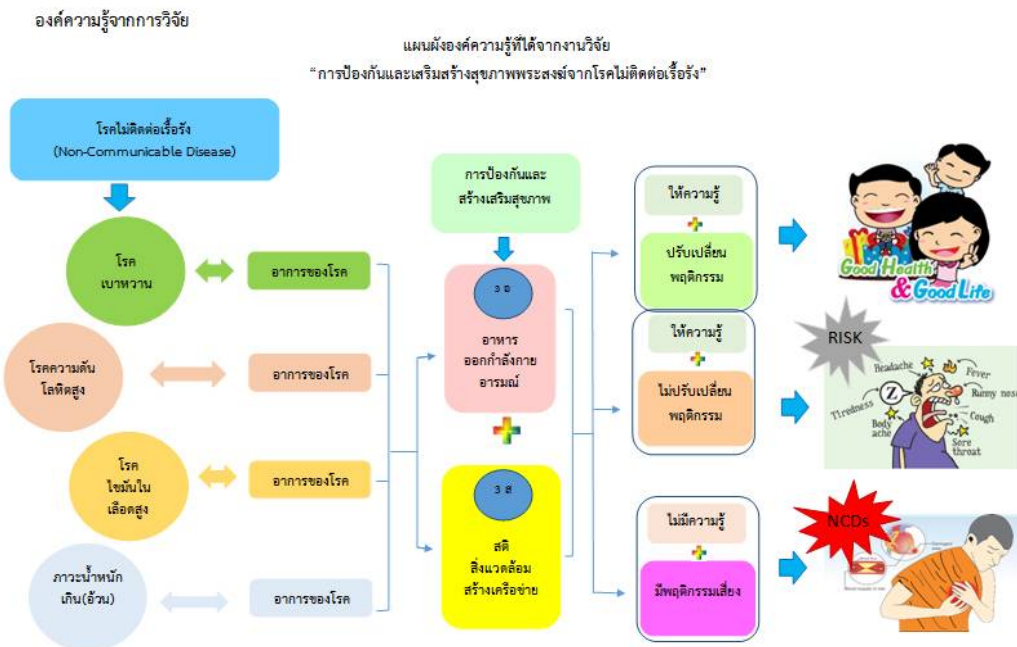 องค์ความรู้จากการวิจัย
แผนผังองค์ความรู้ที่ได้จากงานวิจัย
“การป้องกันและเสริมสร้างสุขภาพพระสงฆ์จากโรคไม่ติดต่อเรื้อรัง”
โรคไม่ติดต่อเรื้อรัง
(Non-Communicable Disease)
โรค
เบาหวาน
อาการของโรค
โรคความดัน
โลหิตสูง
อาการของโรค
โรค
ไขมันใน
เลือดสูง
อาการของโรค
ภาวะน้ำหนัก
เกิน(อ้วน)
อาการของโรค
การป้องกันและ
สร้างเสริมสุขภาพ
3 อ
อาหาร
ออกกำลังกาย
อารมณ์
3 ส
สติ
สิ่งแวดล้อม
สร้างเครือข่าย
ให้ความรู้
ปรับเปลี่ยน
พฤติกรรม
ให้ความรู้
ไม่ปรับเปลี่ยน
พฤติกรรม
ไม่มีความรู้
มีพฤติกรรมเสี่ยง
Good Health
& Good Life
RISK
Headache
Fever
Runny nose
Tiredness
Z
Cough
Body
ache
Sore
throat
NCDs